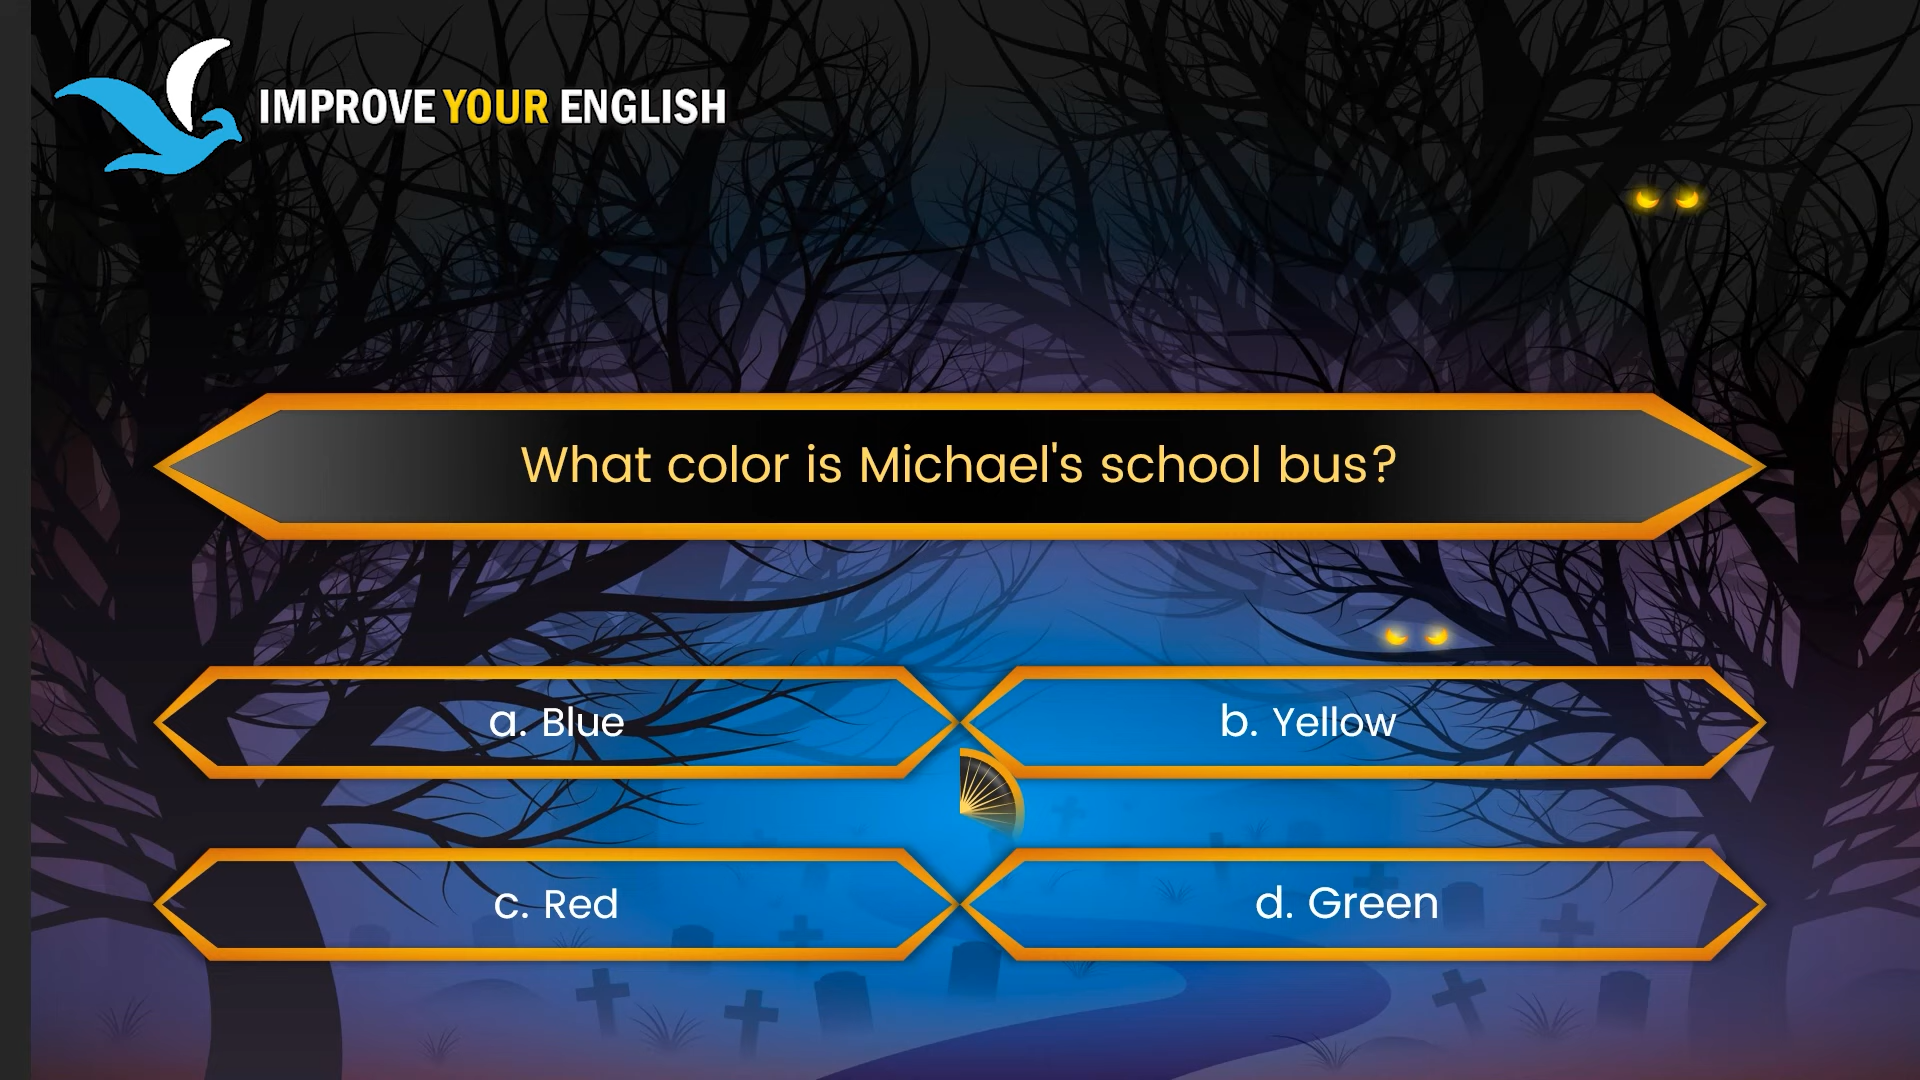 IMPROVE YOUR ENGLISH
What color is Michael's school bus?
a. Blue
b. Yellow
c. Red
d. Green